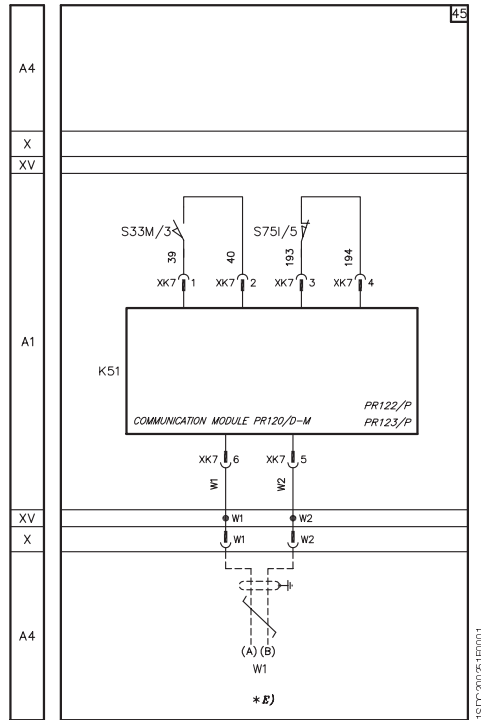 45
A4
X
XV
S33M/3
S75I/5
39
40
193
194
XK7 1
XK7 2
XK7 3
XK7 4
A1
K51
PR122/P
COMMUNICATION MODULE PR120/D-M
PR123/P
XK7 6
XK7 5
W1
W2
XV
W1
W2
X
W1
W2
A4
(A) (B)
W1
*E)
1SDC200251F0001